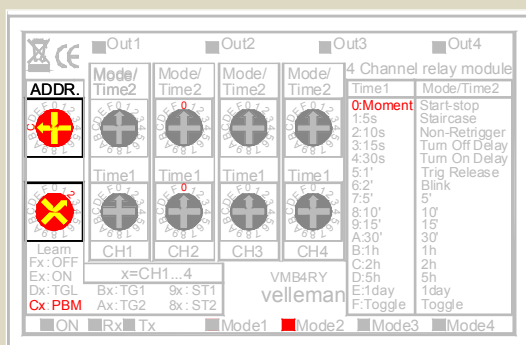 Out1 Out2 Out3 Out4
Mode/ Mode/ Mode/ Mode/
Time2 Time2 Time2 Time2
4 Channel relay module
ADDR.
Time1 Mode/Time2
0:Moment Start-stop
1:5s Staircase
2:10s Non-Retrigger
3:15s Turn Off Delay
4:30s Turn On Delay
5:1' Trig Release
6:2' Blink
7:5' 5'
8:10' 10'
9:15' 15'
A:30' 30'
B:1h 1h
C:2h 2h
D:5h 5h
E:1day 1day
F:Toggle Toggle
Time1 Time1 Time1 Time1
Learn
Fx:OFF
Ex:ON
Dx:TGL
Cx:PBM
CH1 CH2 CH3 CH4
x=CH1...4
Bx:TG1 9x:ST1
Ax:TG2 8x:ST2
VMB4RY
velleman
ON Rx Tx Mode1 Mode2 Mode3 Mode4